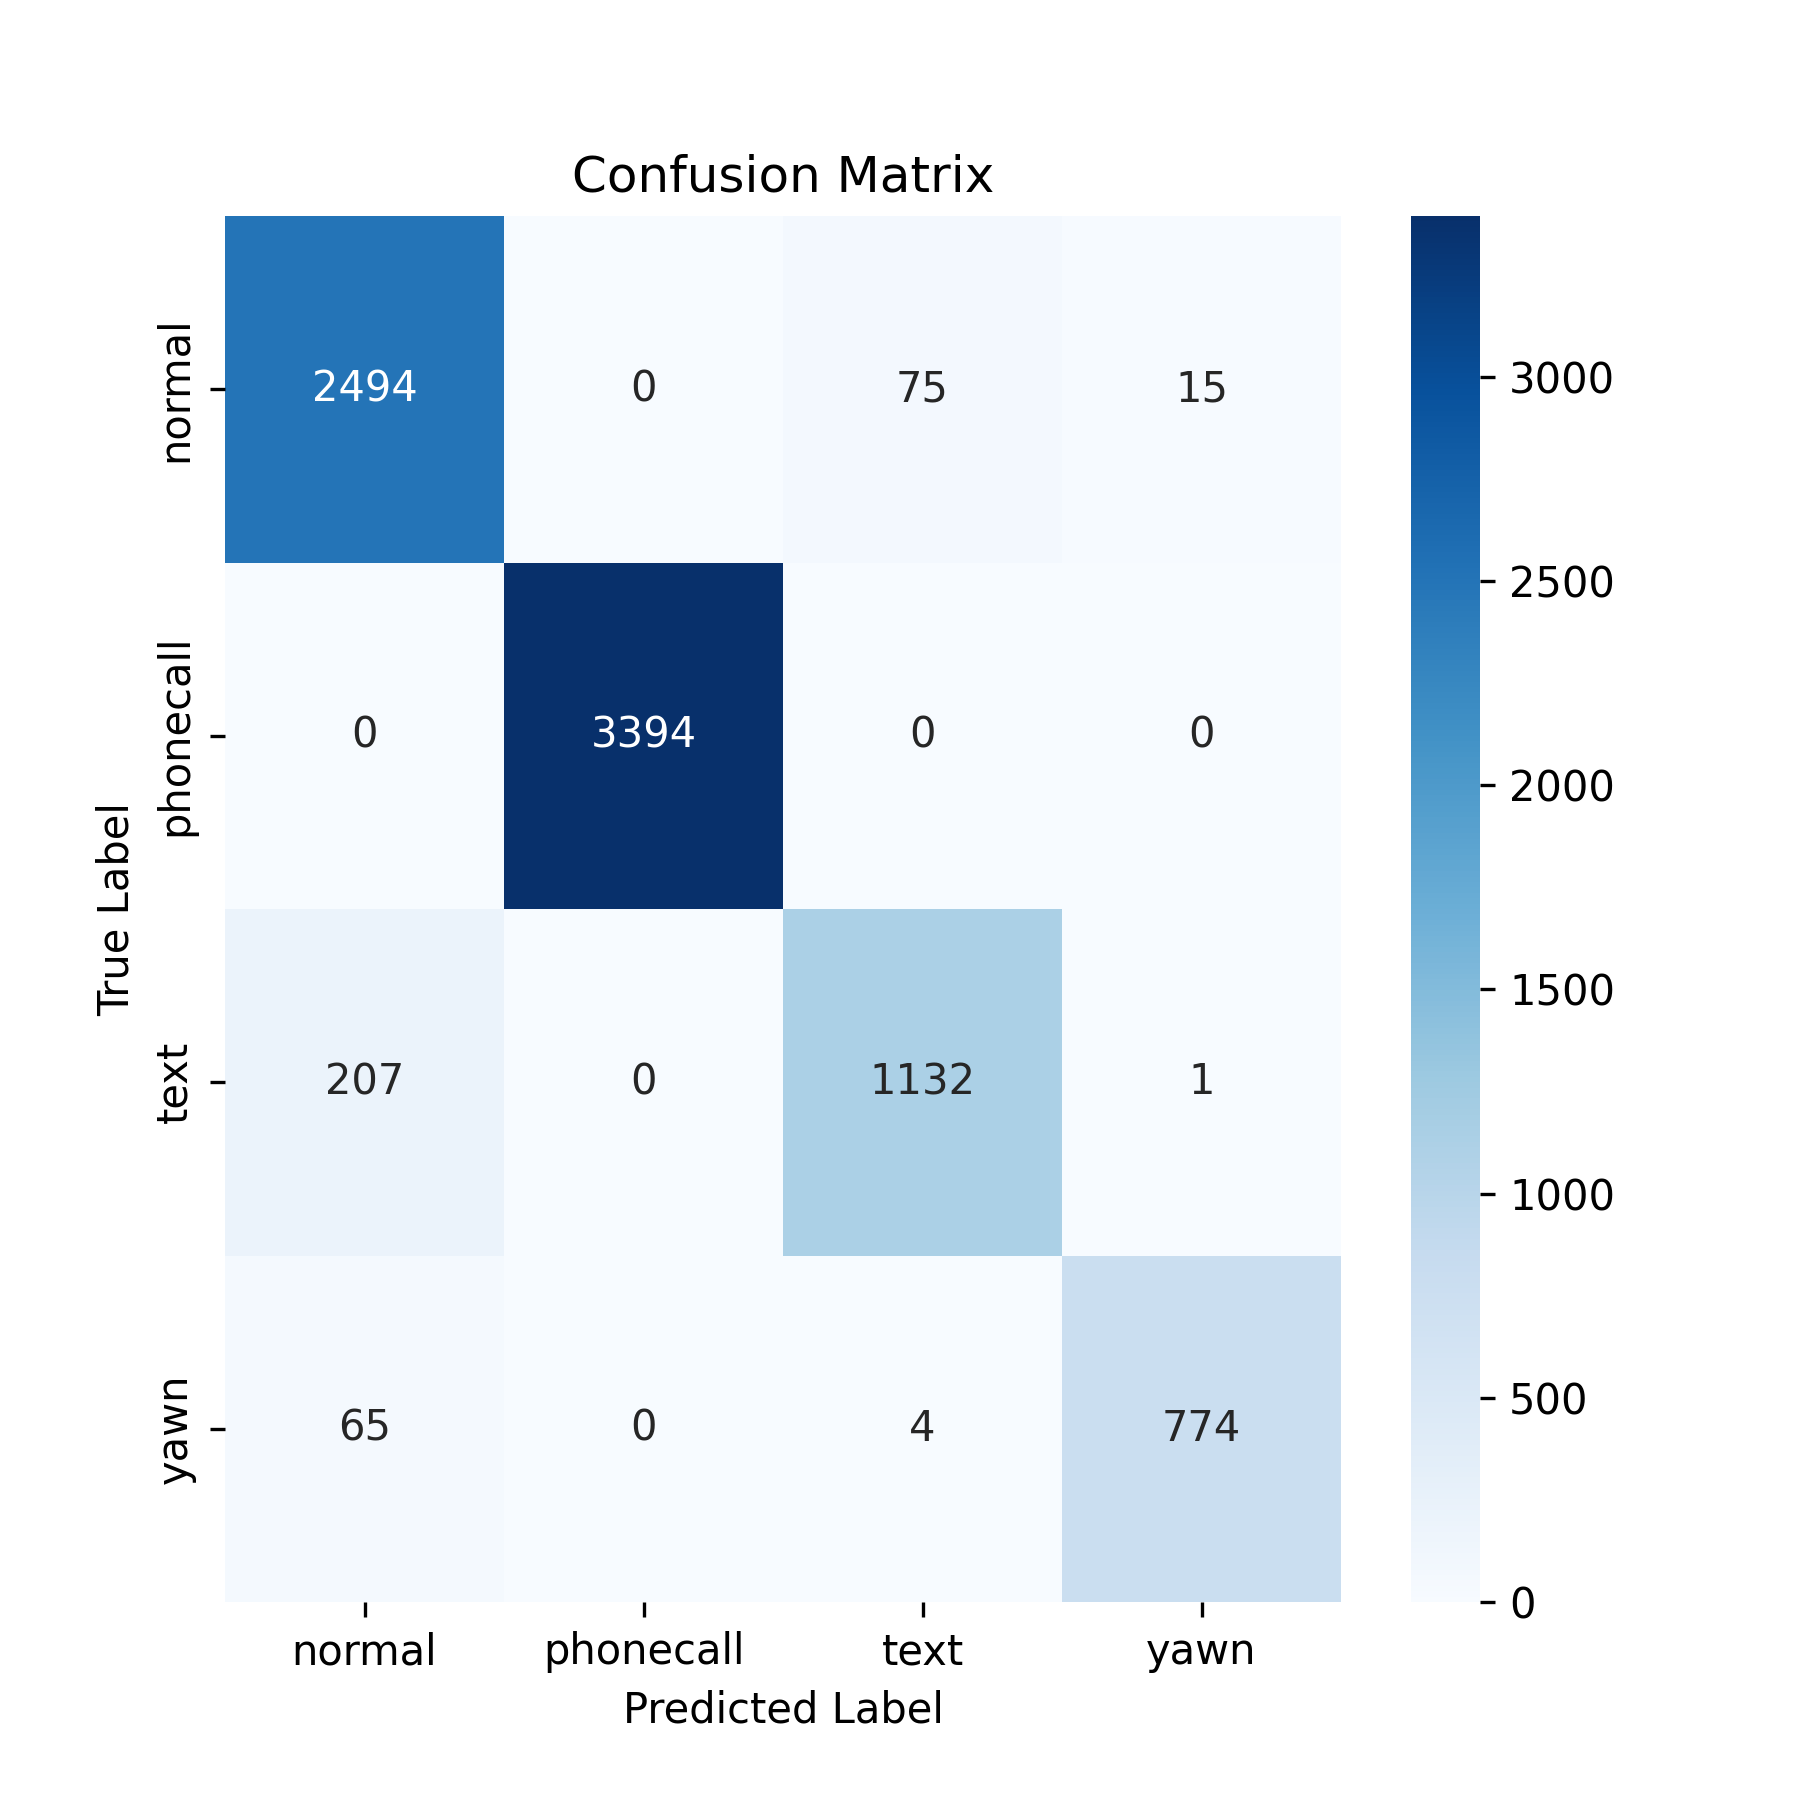 Confusion Matrix
True Label
normal
2494 0 75 15
phonecall
0 3394 0 0
text
207 0 1132 1
yawn
65 0 4 774
normal phonecall text yawn
Predicted Label
3000
2500
2000
1500
1000
500
0